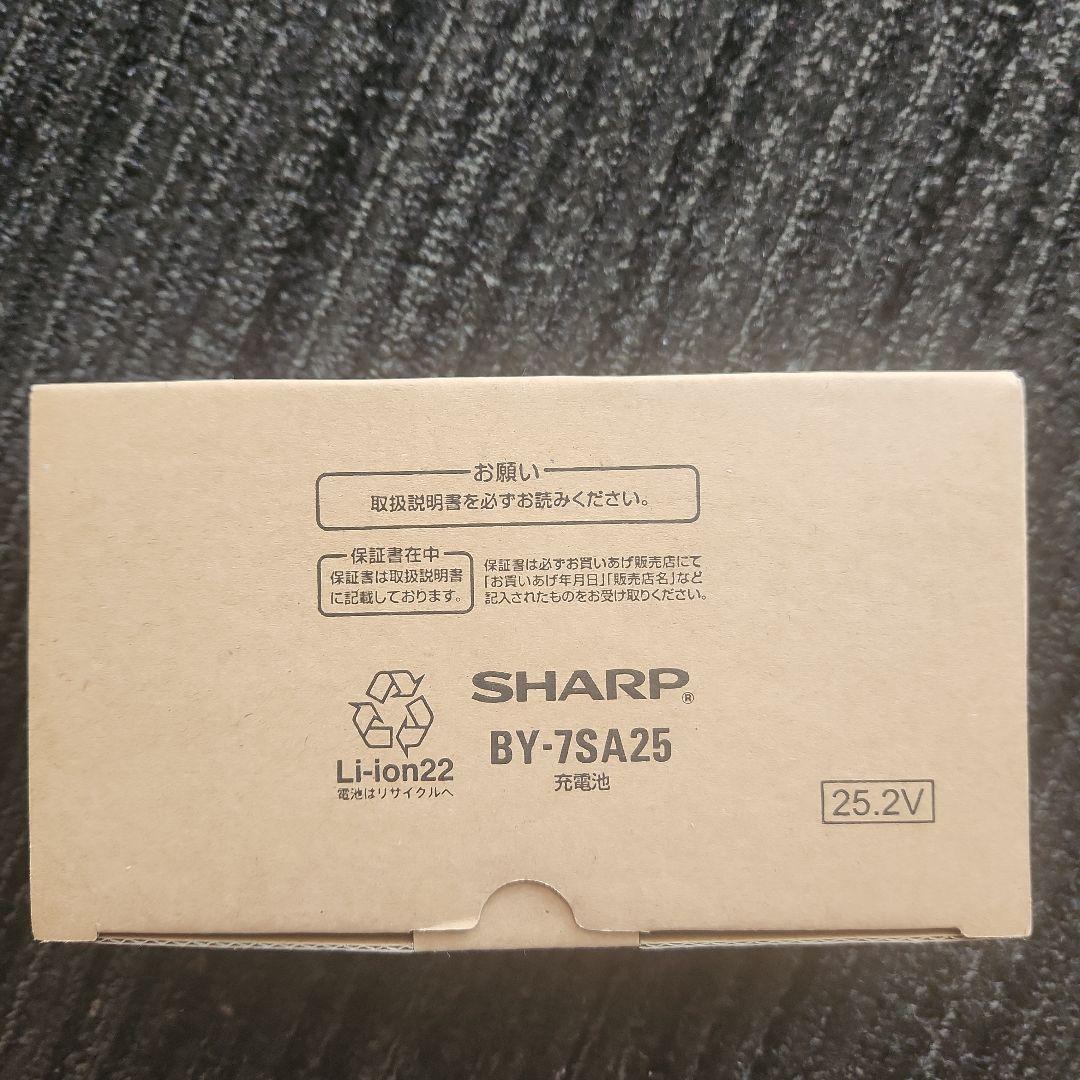 お願い
取扱説明書を必ずお読みください。
保証書在中
保証書は取扱説明書
に記載しております。
保証書は必ずお買いあげ販売店にて
「お買いあげ年月日」「販売店名」など
記入されたものをお受け取りください。
SHARP®
BY-7SA25
充電池
Li-ion22
電池はリサイクルへ
25.2V